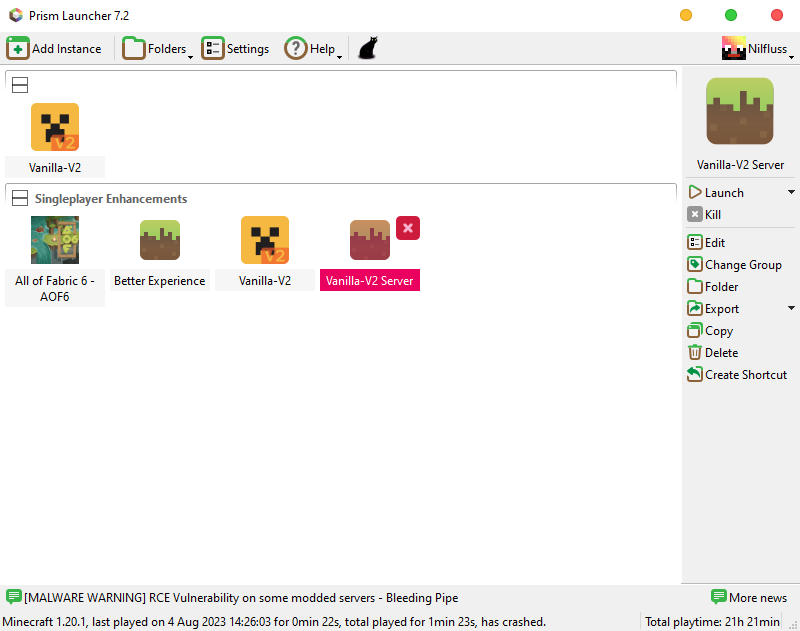 Prism Launcher 7.2
Add Instance
Folders
Settings
Help
Nilfluss
V2
Vanilla-V2
Singleplayer Enhancements
AOF6
V2
All of Fabric 6 -
AOF6
Better Experience
Vanilla-V2
Vanilla-V2 Server
Vanilla-V2 Server
Launch
Kill
Edit
Change Group
Folder
Export
Copy
Delete
Create Shortcut
[MALWARE WARNING] RCE Vulnerability on some modded servers - Bleeding Pipe
More news
Minecraft 1.20.1, last played on 4 Aug 2023 14:26:03 for 0min 22s, total played for 1min 23s, has crashed.
Total playtime: 21h 21min